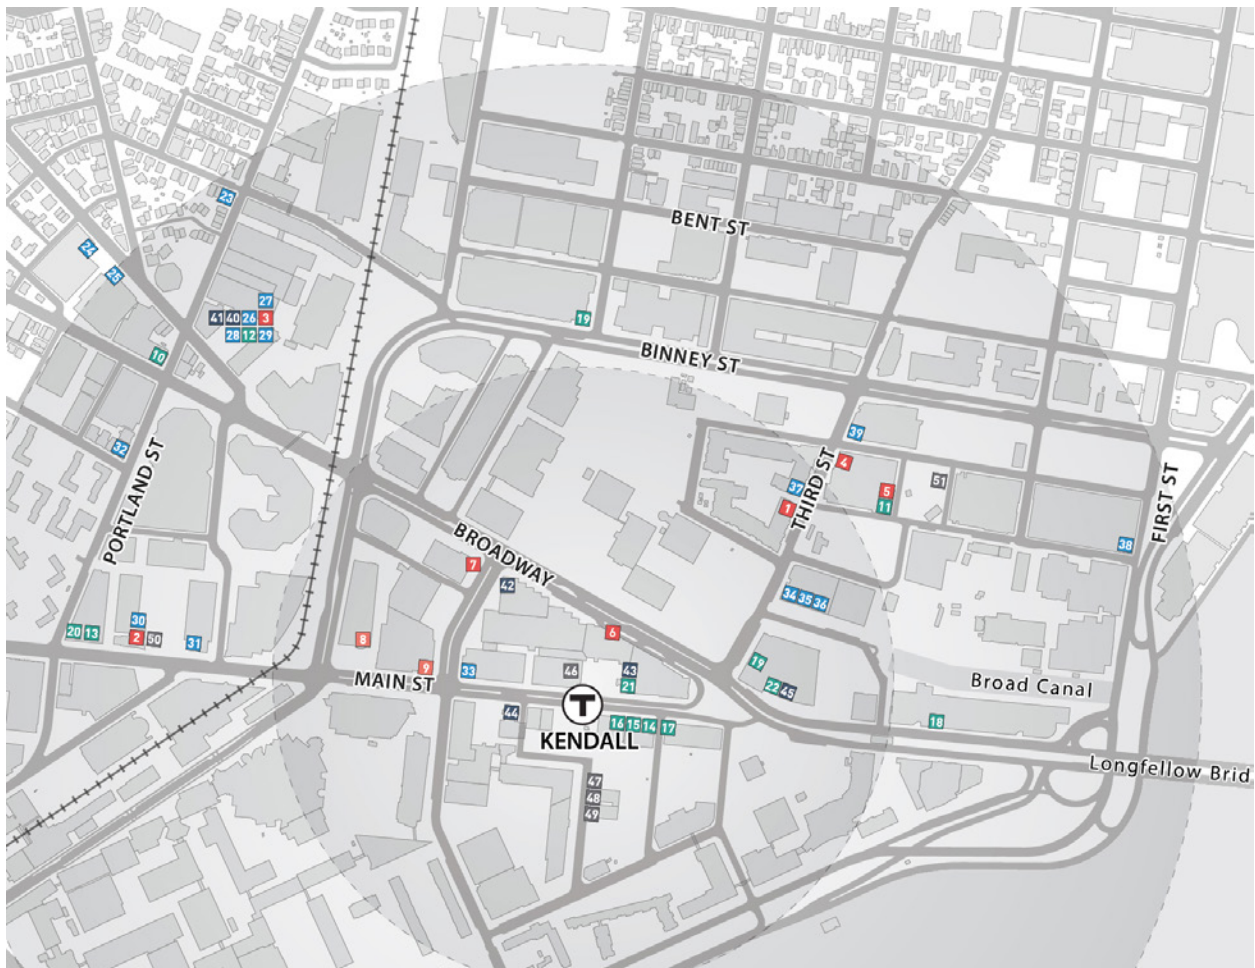 BENT ST
23
24
25
27
41 40 26 3
28 12 29
19
10
BINNEY ST
32
PORTLAND ST
39
4
THIRD ST
37
1
5
11
51
FIRST ST
38
BROADWAY
7
42
34 35 36
20 13
30
2 50
31
8
9
6
33
46
43
21
19
22 45
MAIN ST
Broad Canal
T
KENDALL
44
16 15 14 17
18
Longfellow Brid
47
48
49